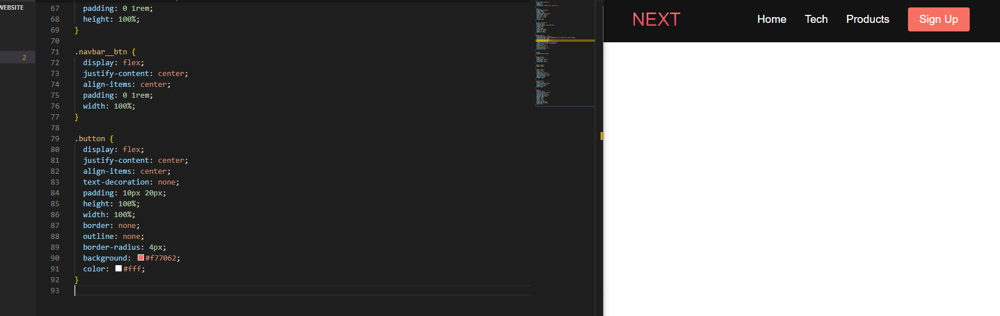 WEBSITE
2
67 padding: 0 1rem;
68 height: 100%;
69 }
70
71 .navbar__btn {
72 display: flex;
73 justify-content: center;
74 align-items: center;
75 padding: 0 1rem;
76 width: 100%;
77 }
78
79 .button {
80 display: flex;
81 justify-content: center;
82 align-items: center;
83 text-decoration: none;
84 padding: 10px 20px;
85 height: 100%;
86 width: 100%;
87 border: none;
88 outline: none;
89 border-radius: 4px;
90 background: #f77062;
91 color: #fff;
92 }
93
NEXT Home Tech Products Sign Up